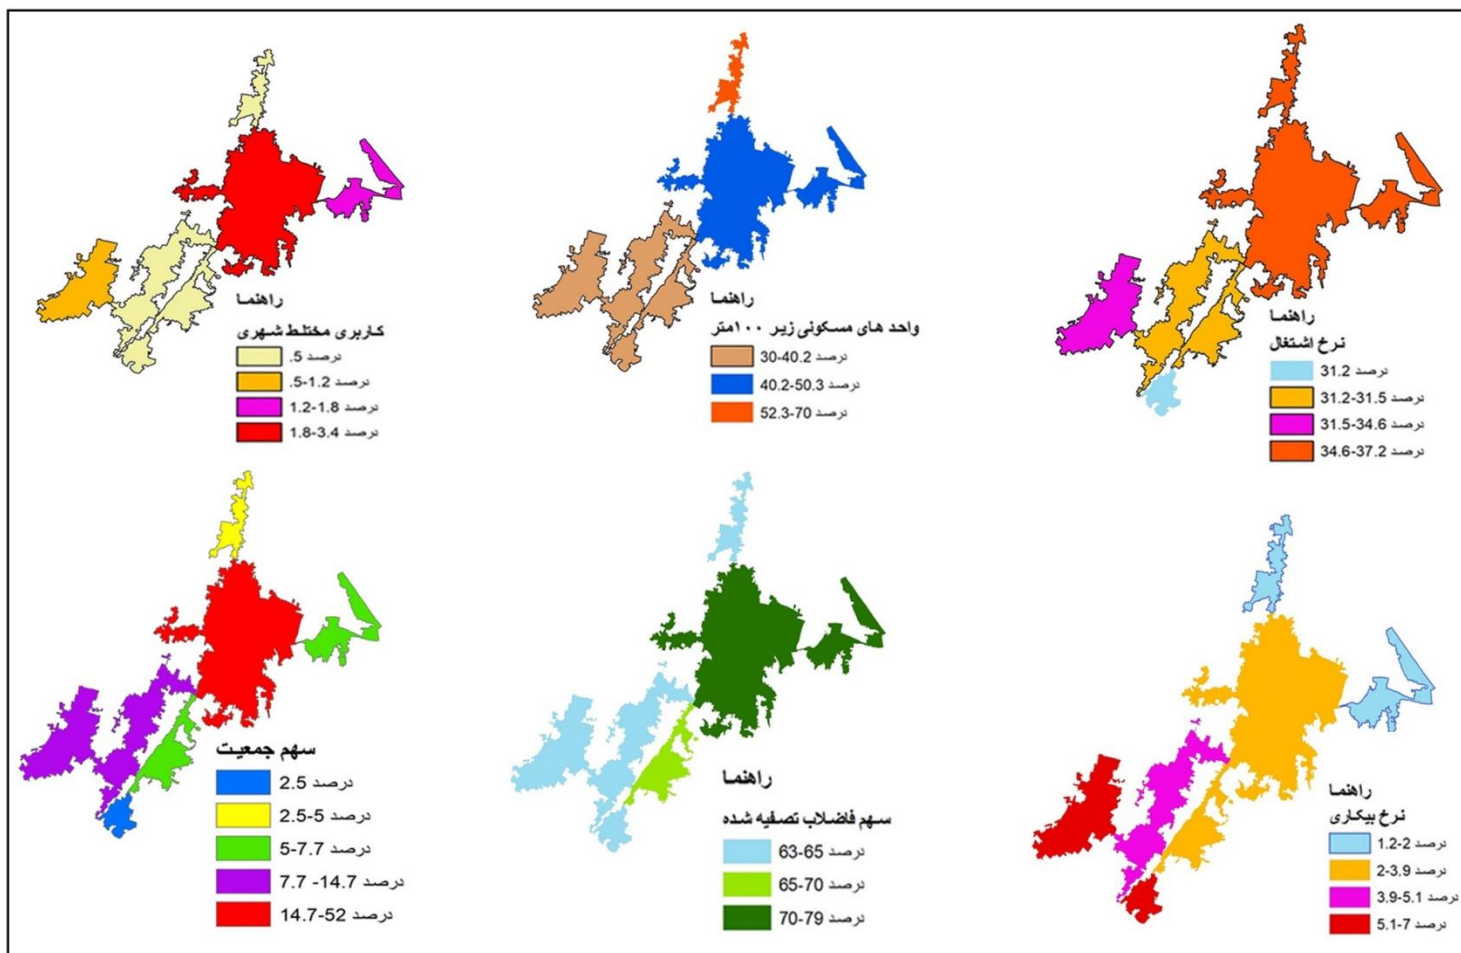 راهنما
کاربری مختلط شهری
.5 درصد
.5-1.2 درصد
1.2-1.8 درصد
1.8-3.4 درصد
راهنما
واحد های مسکونی زیر ۱۰۰متر
30-40.2 درصد
40.2-50.3 درصد
52.3-70 درصد
راهنما
نرخ اشتغال
31.2 درصد
31.2-31.5 درصد
31.5-34.6 درصد
34.6-37.2 درصد
سهم جمعیت
2.5 درصد
2.5-5 درصد
5-7.7 درصد
7.7 -14.7 درصد
14.7-52 درصد
راهنما
سهم فاضلاب تصفیه شده
63-65 درصد
65-70 درصد
70-79 درصد
راهنما
نرخ بیکاری
1.2-2 درصد
2-3.9 درصد
3.9-5.1 درصد
5.1-7 درصد